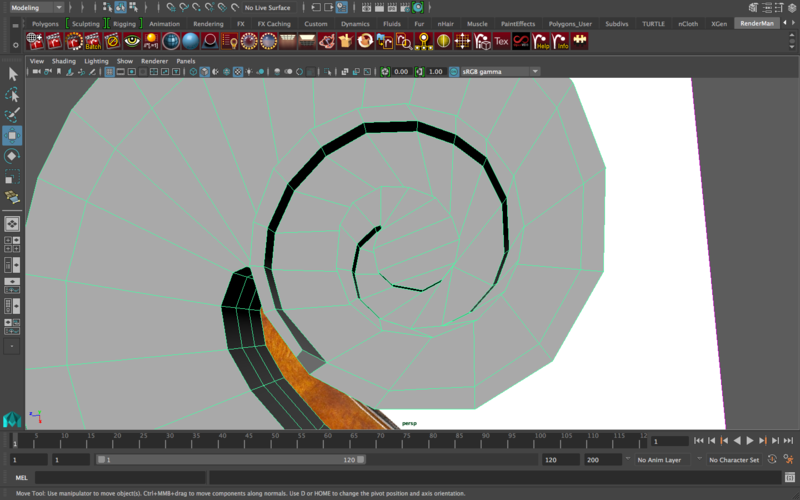 Modeling No Live Surface
Polygons Sculpting Rigging Animation Rendering FX FX Caching Custom Dynamics Fluids Fur nHair Muscle PaintEffects Polygons_User Subdivs TURTLE nCloth XGen RenderMan
Batch Tex Help Info
View Shading Lighting Show Renderer Panels
0.00 1.00 sRGB gamma
z
persp
1 5 10 15 20 25 30 35 40 45 50 55 60 65 70 75 80 85 90 95 100 105 110 115 12 1
1 1 1 120 120 200 No Anim Layer No Character Set
MEL
Move Tool: Use manipulator to move object(s). Ctrl+MMB+drag to move components along normals. Use D or HOME to change the pivot position and axis orientation.